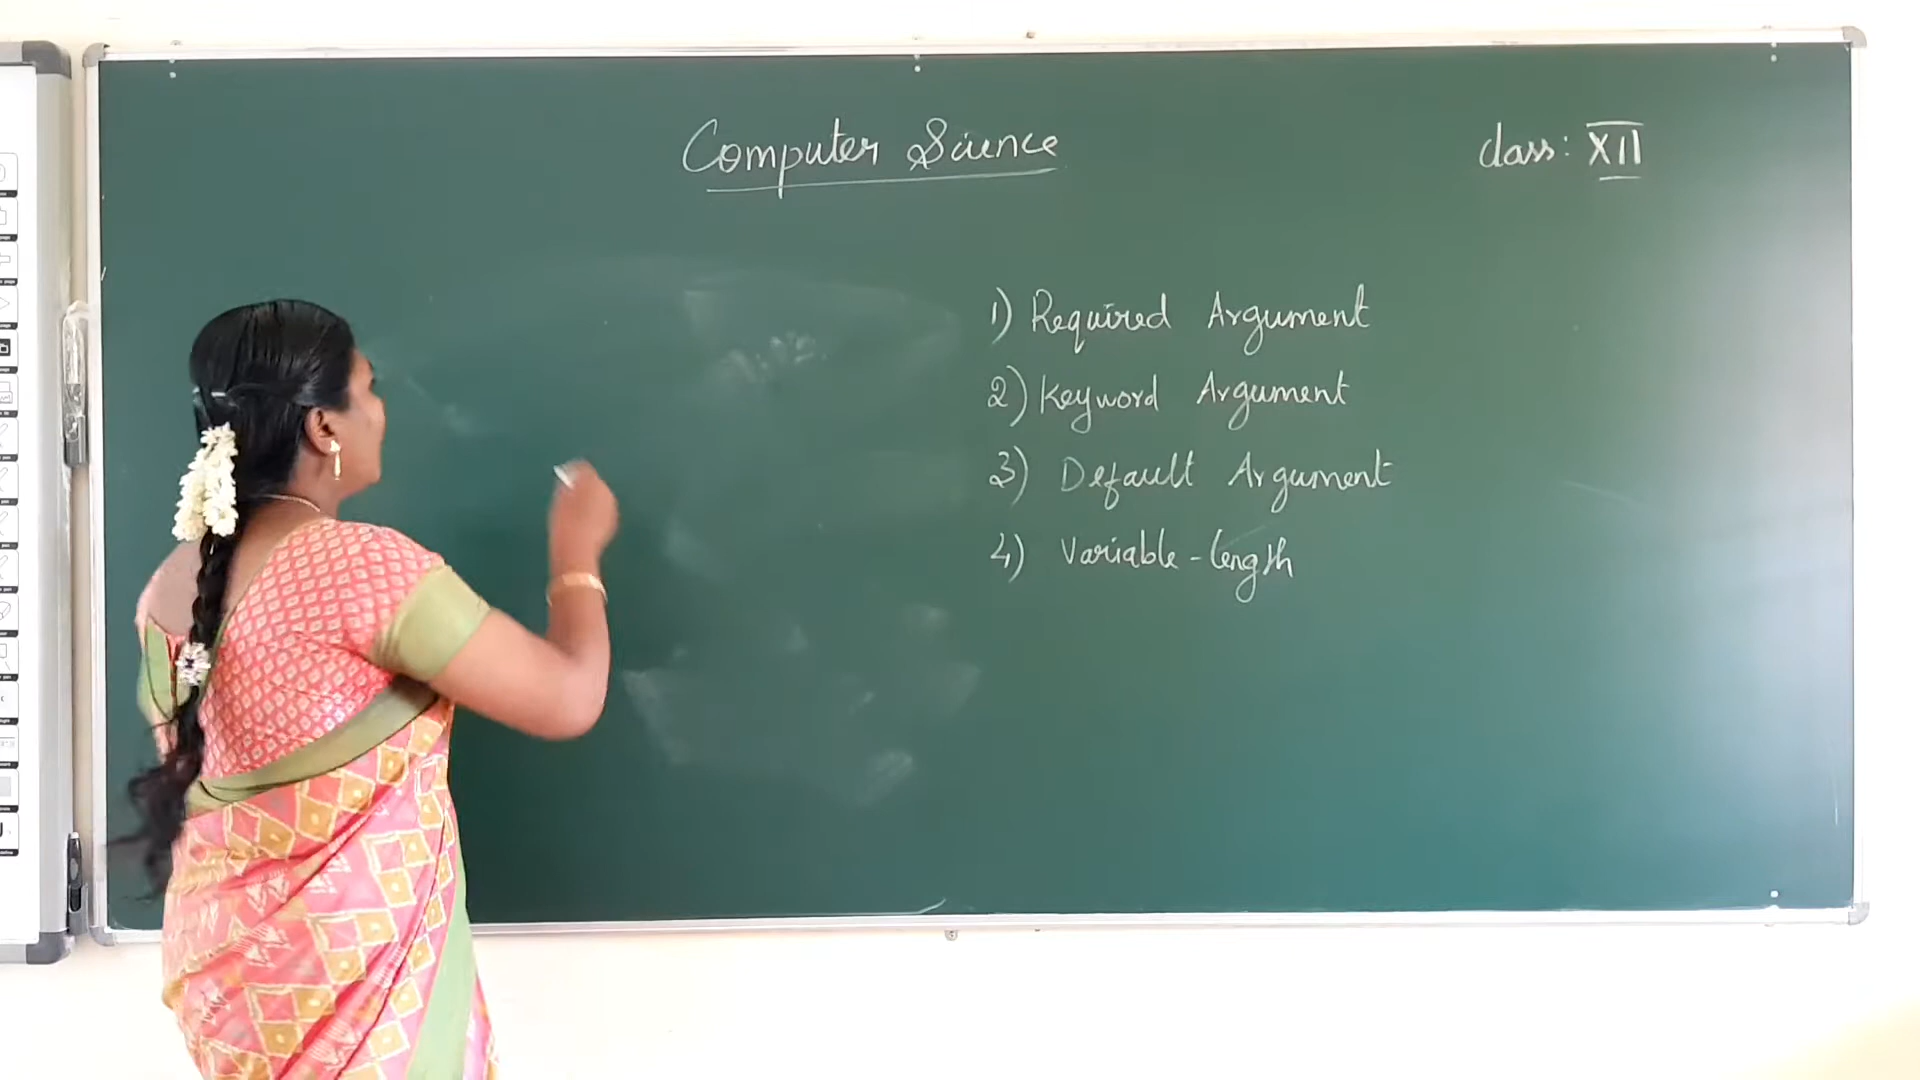 Computer Science
class: XII
1) Required Argument
2) Keyword Argument
3) Default Argument
4) Variable-length